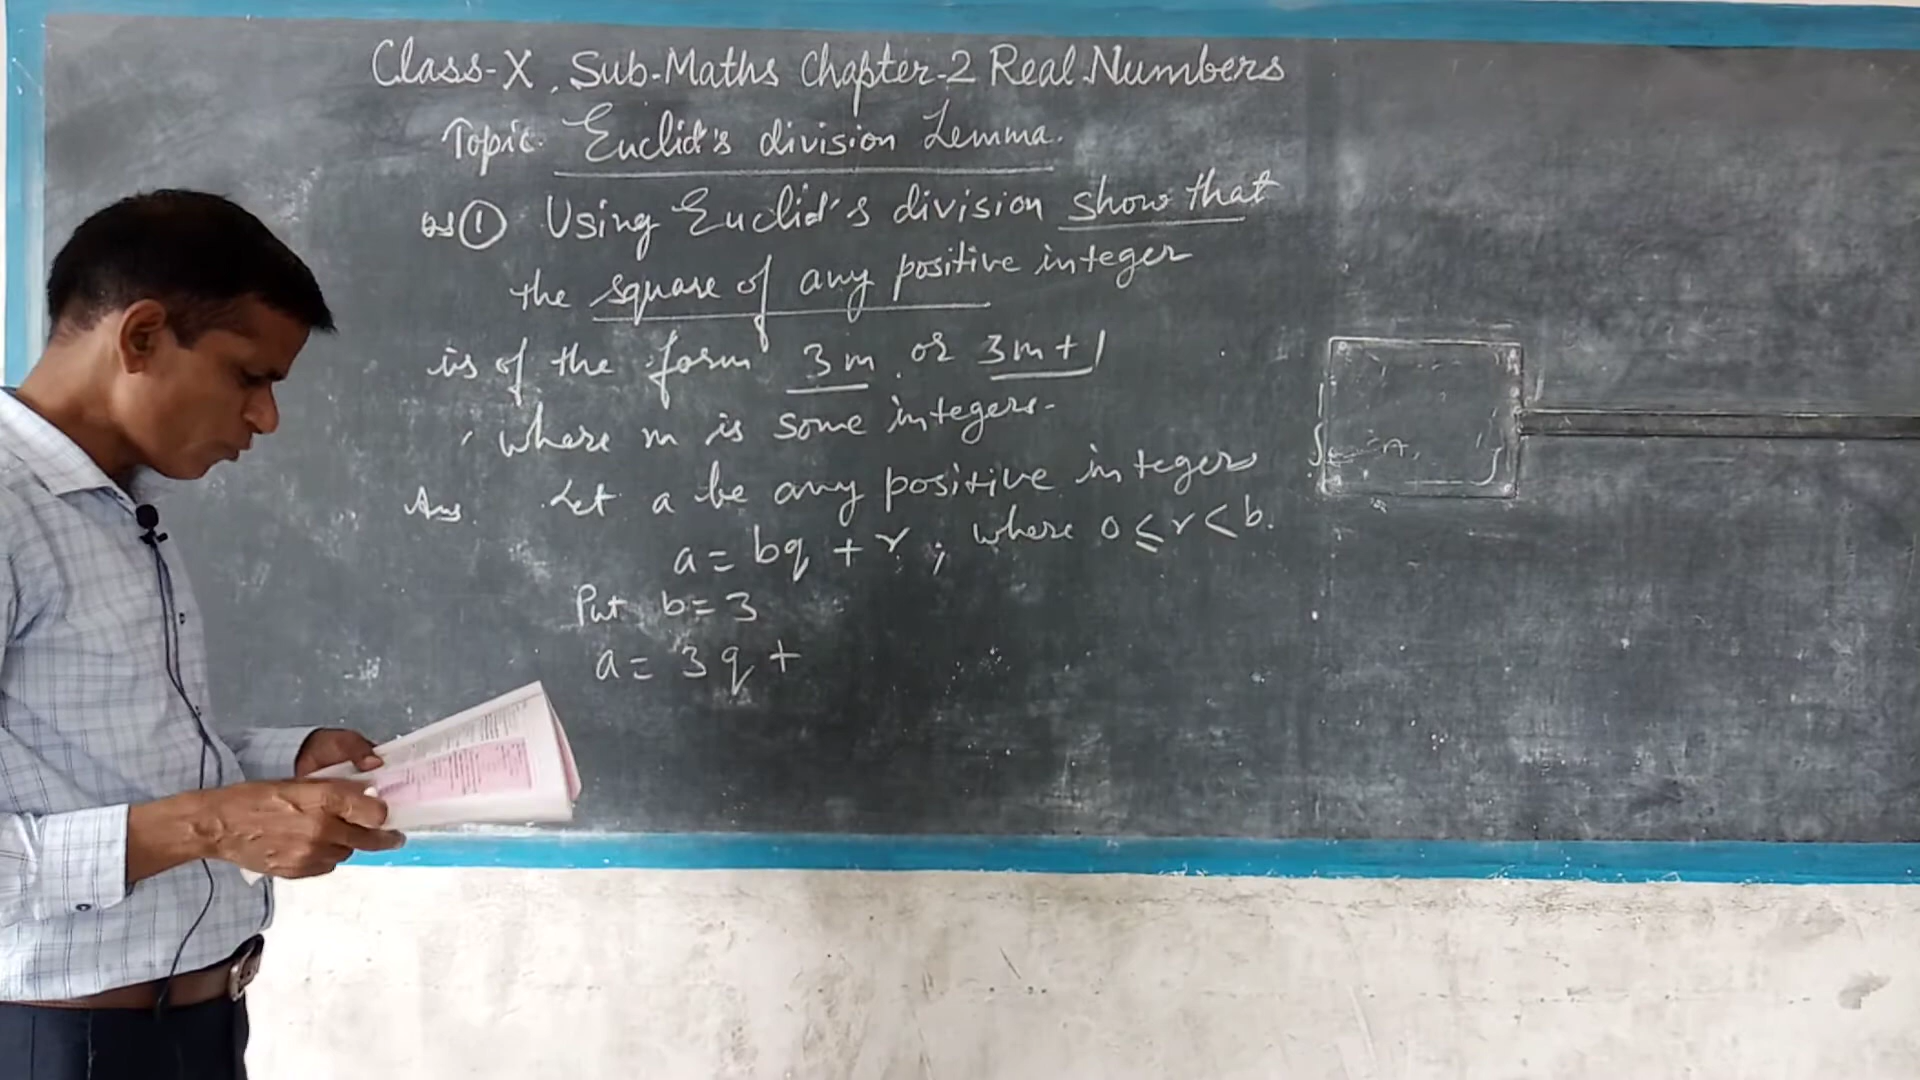 Class-X, Sub-Maths Chapter-2 Real Numbers
Topic. Euclid's division Lemma.
Qs ① Using Euclid's division show that
the square of any positive integer
is of the form 3m or 3m+1
where m is some integers.
Ans. Let a be any positive integers
a = bq + r ; where 0 ≤ r < b.
Put b = 3
a = 3q +